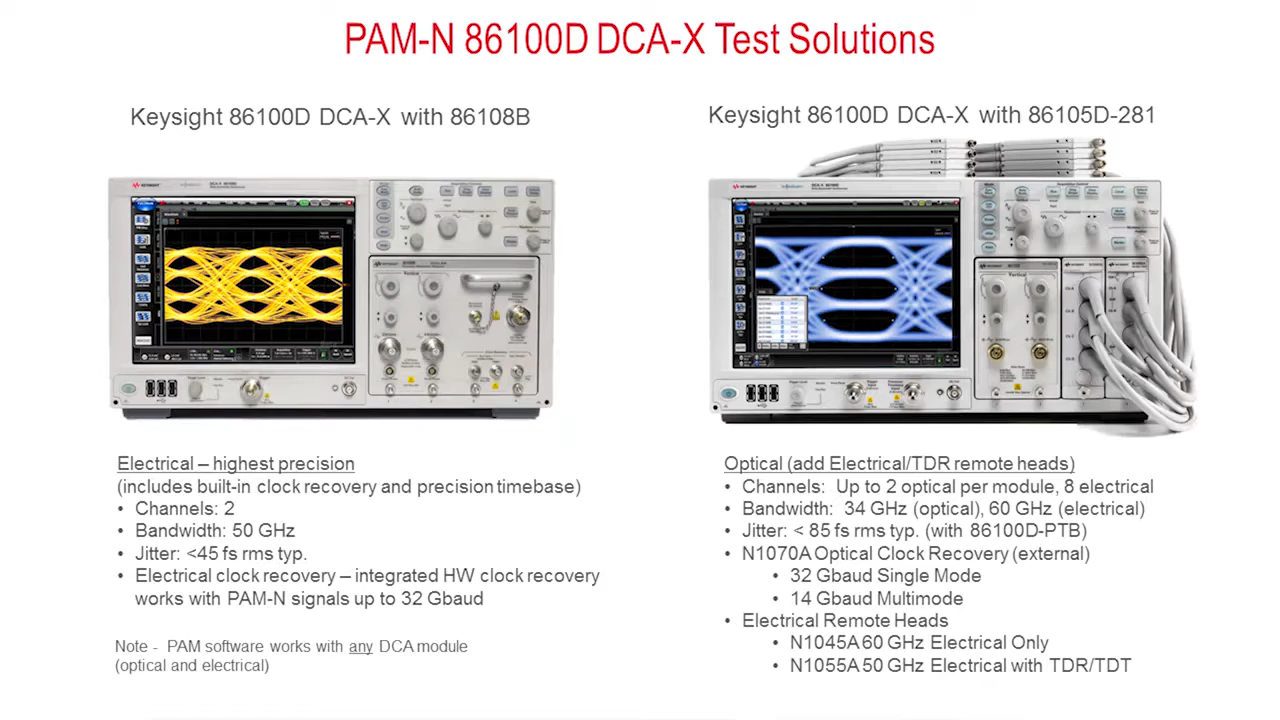 PAM-N 86100D DCA-X Test Solutions
Keysight 86100D DCA-X with 86108B
Keysight 86100D DCA-X with 86105D-281
Electrical – highest precision
(includes built-in clock recovery and precision timebase)
• Channels: 2
• Bandwidth: 50 GHz
• Jitter: <45 fs rms typ.
• Electrical clock recovery – integrated HW clock recovery
works with PAM-N signals up to 32 Gbaud
Note - PAM software works with any DCA module
(optical and electrical)
Optical (add Electrical/TDR remote heads)
• Channels: Up to 2 optical per module, 8 electrical
• Bandwidth: 34 GHz (optical), 60 GHz (electrical)
• Jitter: < 85 fs rms typ. (with 86100D-PTB)
• N1070A Optical Clock Recovery (external)
• 32 Gbaud Single Mode
• 14 Gbaud Multimode
• Electrical Remote Heads
• N1045A 60 GHz Electrical Only
• N1055A 50 GHz Electrical with TDR/TDT